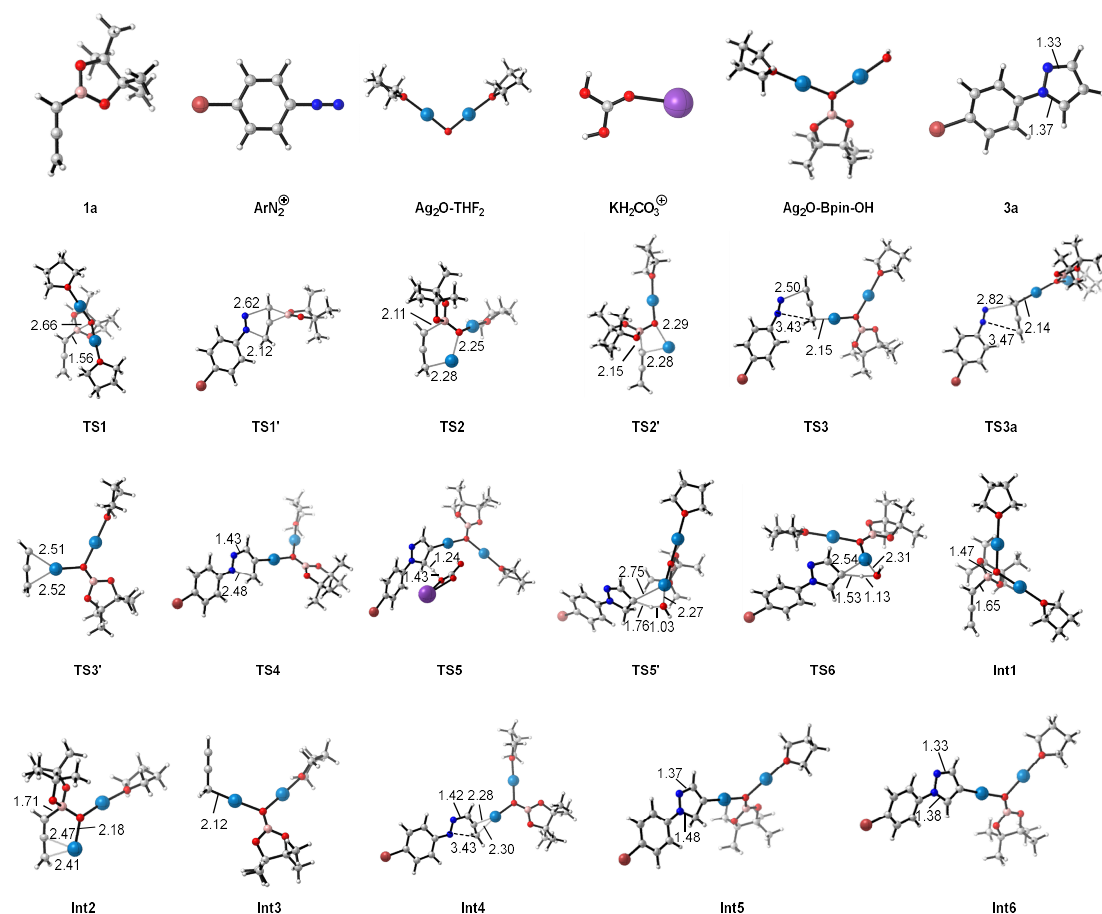 1.33
1.37
1a
ArN2⊕
Ag2O-THF2
KH2CO3⊕
Ag2O-Bpin-OH
3a
2.66
1.56
2.62
2.12
2.11
2.25
2.28
2.29
2.15
2.28
2.50
3.43
2.15
2.82
2.14
3.47
TS1
TS1'
TS2
TS2'
TS3
TS3a
2.51
2.52
1.43
2.48
1.24
1.43
2.75
2.27
1.76
1.03
2.54
2.31
1.53
1.13
1.47
1.65
TS3'
TS4
TS5
TS5'
TS6
Int1
1.71
2.47
2.18
2.41
2.12
1.42
2.28
3.43
2.30
1.37
1.48
1.33
1.38
Int2
Int3
Int4
Int5
Int6